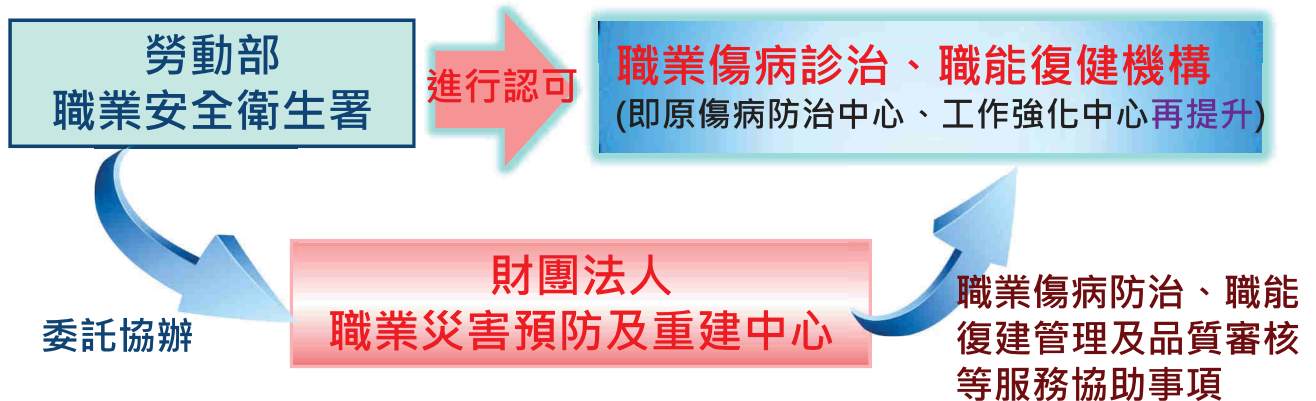 勞動部
職業安全衛生署
進行認可
職業傷病診治、職能復健機構
(即原傷病防治中心、工作強化中心再提升)
委託協辦
財團法人
職業災害預防及重建中心
職業傷病防治、職能
復建管理及品質審核
等服務協助事項